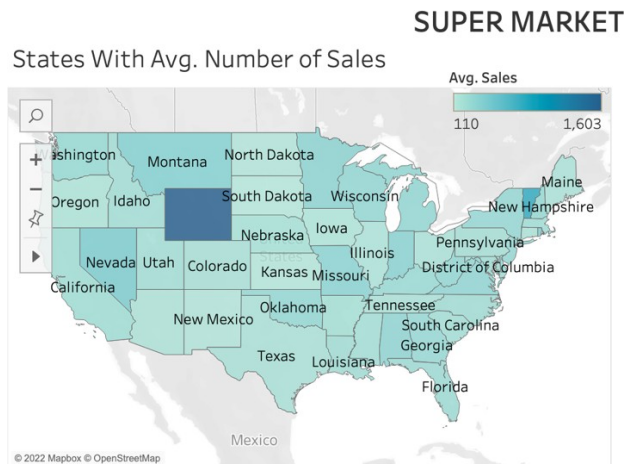 SUPER MARKET
States With Avg. Number of Sales
Avg. Sales
110 1,603
Washington
Montana
North Dakota
Maine
Oregon
Idaho
South Dakota
Wisconsin
New Hampshire
Nebraska
Iowa
Pennsylvania
Nevada
Utah
Colorado
States
Illinois
Kansas
Missouri
District of Columbia
California
New Mexico
Oklahoma
Tennessee
South Carolina
Georgia
Texas
Louisiana
Florida
Mexico
© 2022 Mapbox © OpenStreetMap